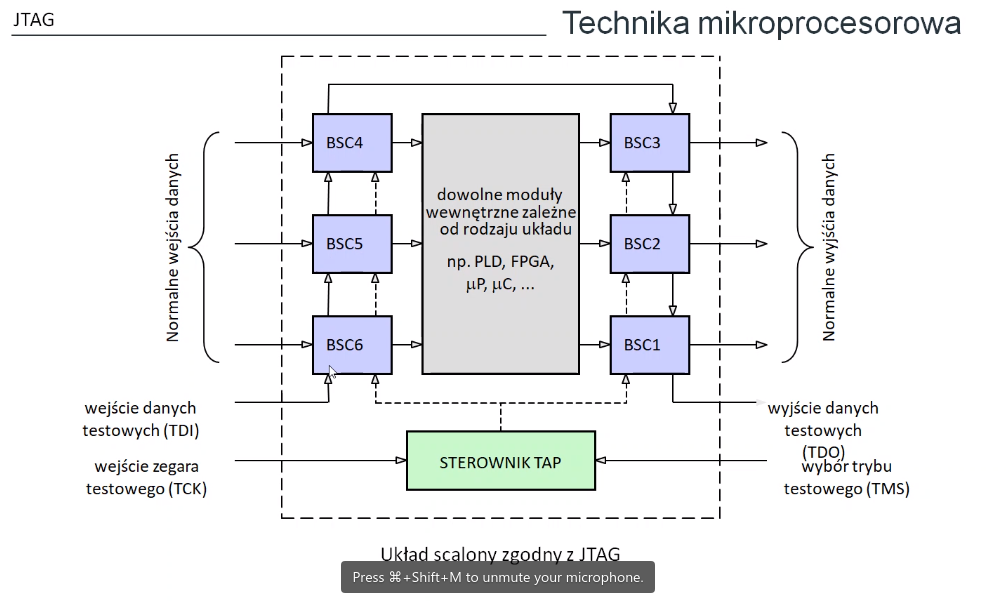 JTAG
Technika mikroprocesorowa
BSC4
BSC3
Normalne wejścia danych
dowolne moduły
wewnętrzne zależne
od rodzaju układu
np. PLD, FPGA,
µP, µC, ...
Normalne wyjśćia danych
BSC5
BSC2
BSC6
BSC1
wejście danych
testowych (TDI)
wyjście danych
testowych
(TDO)
wejście zegara
testowego (TCK)
STEROWNIK TAP
wybór trybu
testowego (TMS)
Układ scalony zgodny z JTAG
Press ⌘+Shift+M to unmute your microphone.